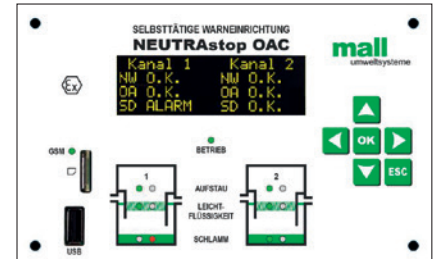 SELBSTTÄTIGE WARNEINRICHTUNG
NEUTRAstop OAC
mall
umweltsysteme
Kanal 1 Kanal 2
NW O.K. NW O.K.
OA O.K. OA O.K.
SD ALARM SD O.K.
Ex
GSM
BETRIEB
OK
ESC
1 2
AUFSTAU
LEICHT-
FLÜSSIGKEIT
SCHLAMM
USB